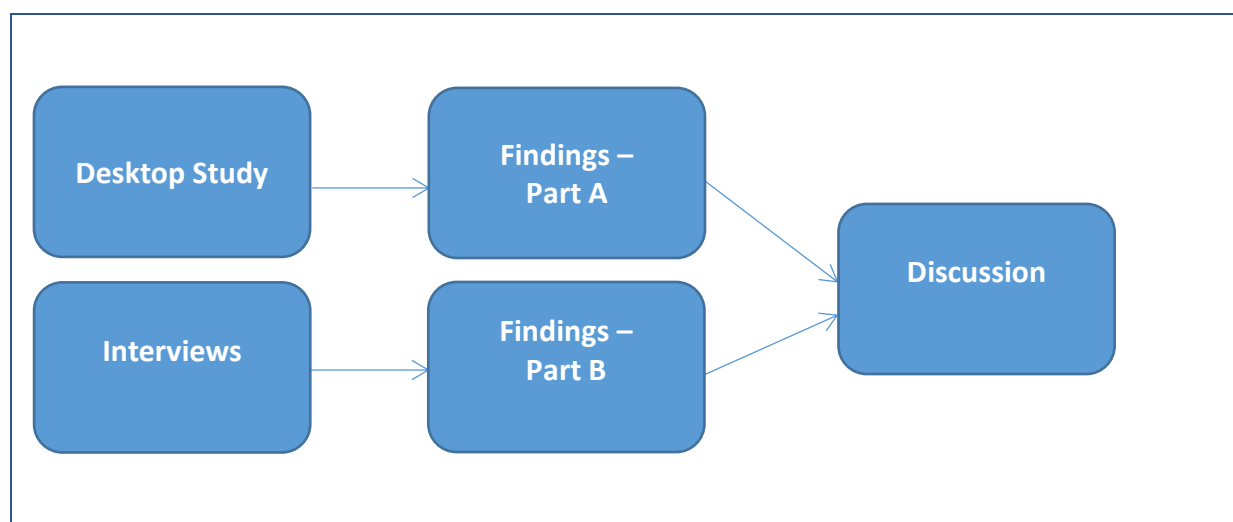 Desktop Study
Findings –
Part A
Discussion
Interviews
Findings –
Part B